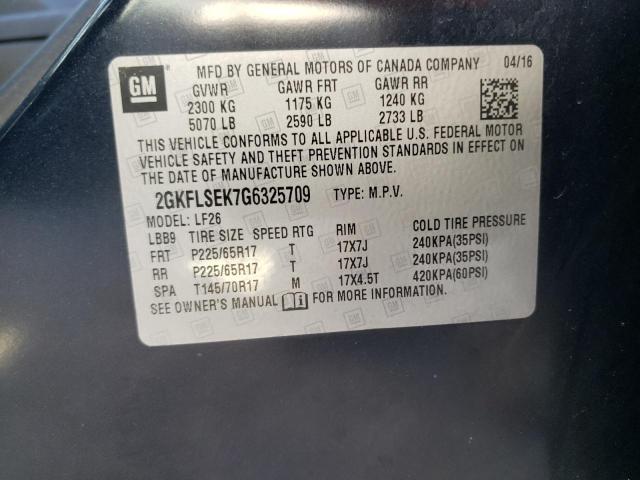 GM
MFD BY GENERAL MOTORS OF CANADA COMPANY 04/16
GVWR GAWR FRT GAWR RR
2300 KG 1175 KG 1240 KG
5070 LB 2590 LB 2733 LB
THIS VEHICLE CONFORMS TO ALL APPLICABLE U.S. FEDERAL MOTOR
VEHICLE SAFETY AND THEFT PREVENTION STANDARDS IN EFFECT ON
THE DATE OF MANUFACTURE SHOWN ABOVE.
2GKFLSEK7G6325709 TYPE: M.P.V.
MODEL: LF26
LBB9 TIRE SIZE SPEED RTG RIM COLD TIRE PRESSURE
FRT P225/65R17 T 17X7J 240KPA(35PSI)
RR P225/65R17 T 17X7J 240KPA(35PSI)
SPA T145/70R17 M 17X4.5T 420KPA(60PSI)
SEE OWNER'S MANUAL FOR MORE INFORMATION.